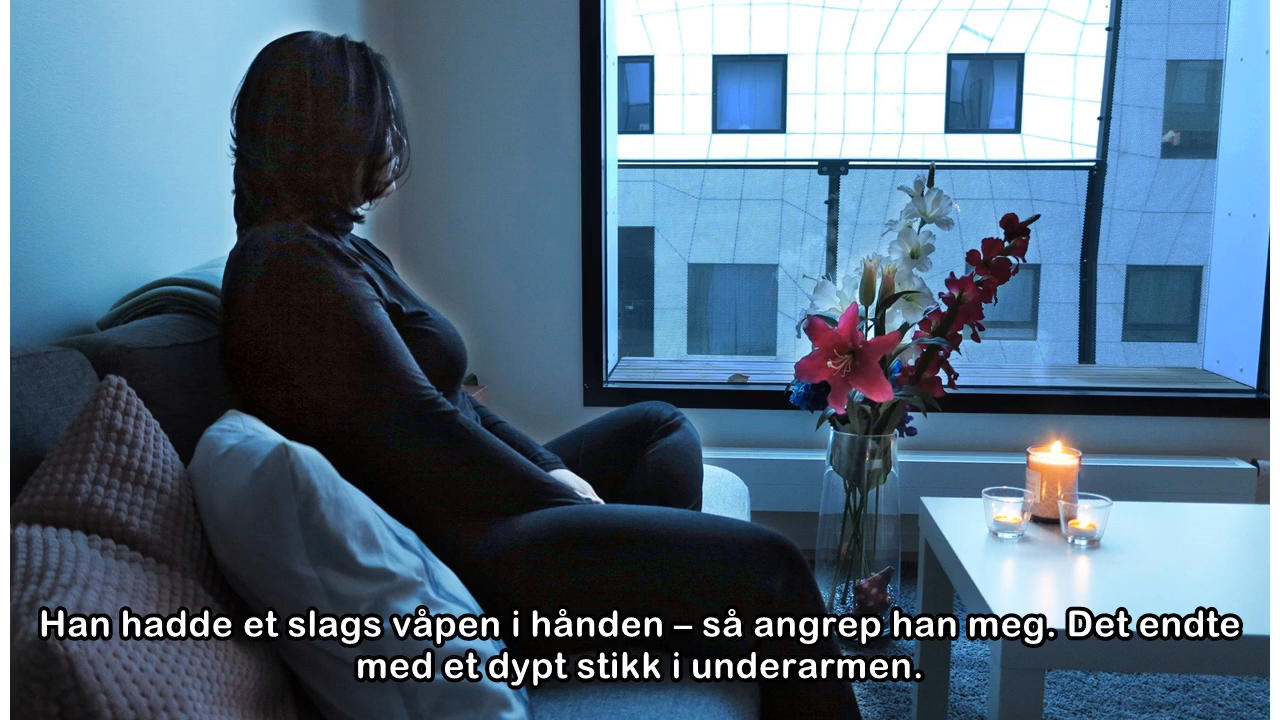 Han hadde et slags våpen i hånden – så angrep han meg. Det endte
med et dypt stikk i underarmen.